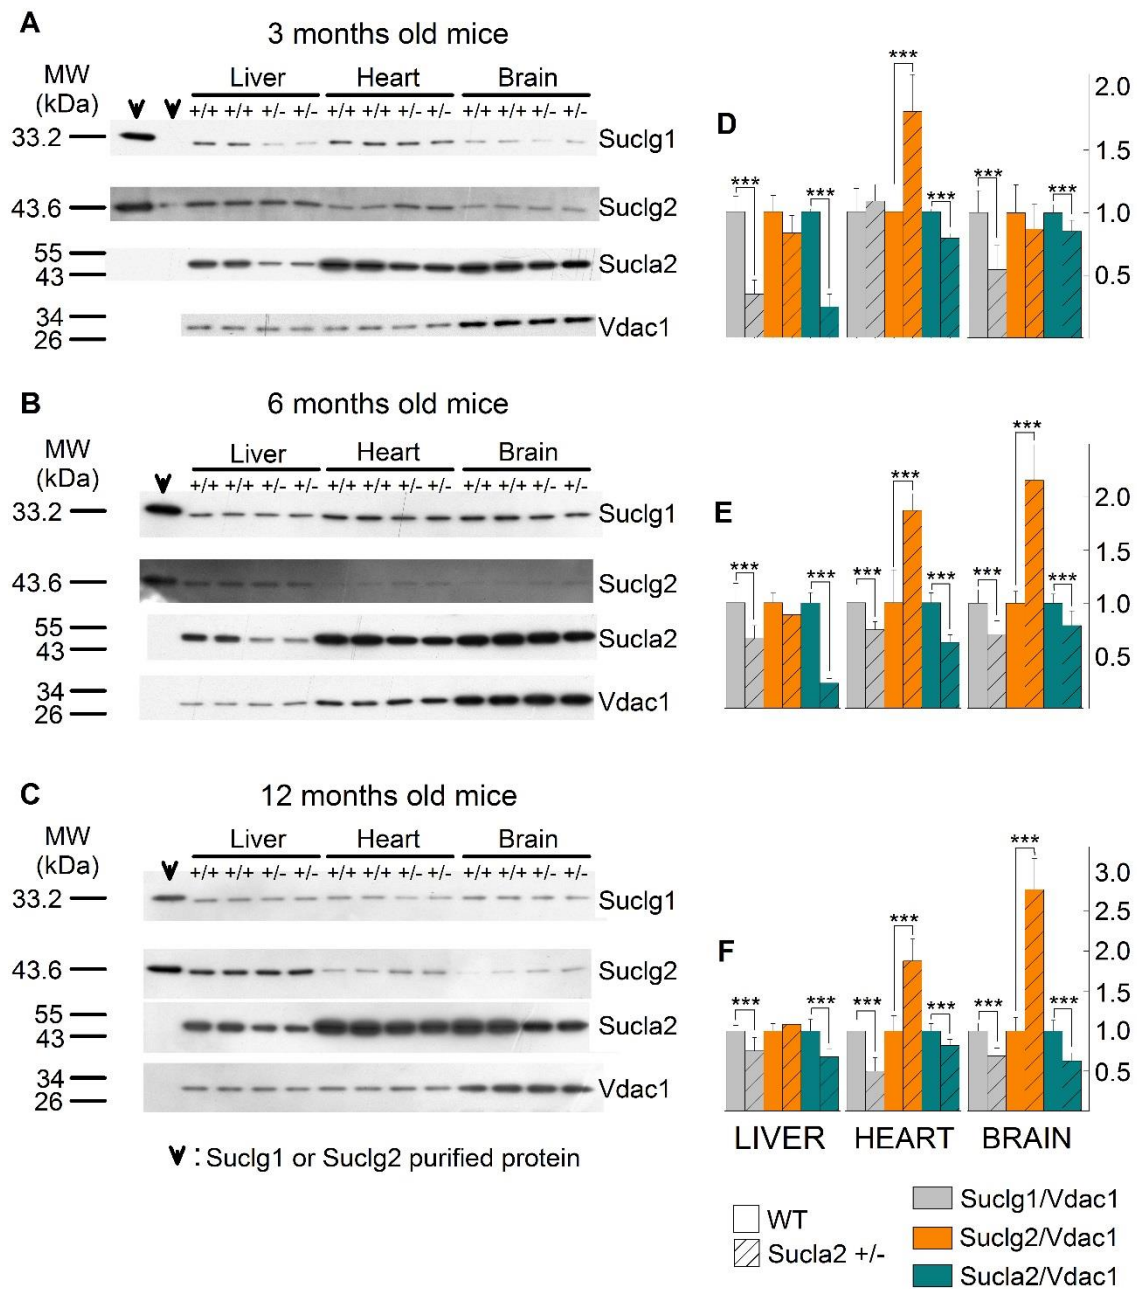 A
3 months old mice
MW
(kDa)
Liver Heart Brain
+/+ +/+ +/- +/- +/+ +/+ +/- +/- +/+ +/+ +/- +/-
33.2 Suclg1
43.6 Suclg2
55
43 Sucla2
34
26 Vdac1
D
*** *** *** *** *** ***
2.0
1.5
1.0
0.5
B
6 months old mice
MW
(kDa)
Liver Heart Brain
+/+ +/+ +/- +/- +/+ +/+ +/- +/- +/+ +/+ +/- +/-
33.2 Suclg1
43.6 Suclg2
55
43 Sucla2
34
26 Vdac1
E
*** *** *** *** *** *** *** ***
2.0
1.5
1.0
0.5
C
12 months old mice
MW
(kDa)
Liver Heart Brain
+/+ +/+ +/- +/- +/+ +/+ +/- +/- +/+ +/+ +/- +/-
33.2 Suclg1
43.6 Suclg2
55
43 Sucla2
34
26 Vdac1
: Suclg1 or Suclg2 purified protein
F
*** *** *** *** *** *** *** ***
3.0
2.5
2.0
1.5
1.0
0.5
LIVER HEART BRAIN
WT
Sucla2 +/-
Suclg1/Vdac1
Suclg2/Vdac1
Sucla2/Vdac1